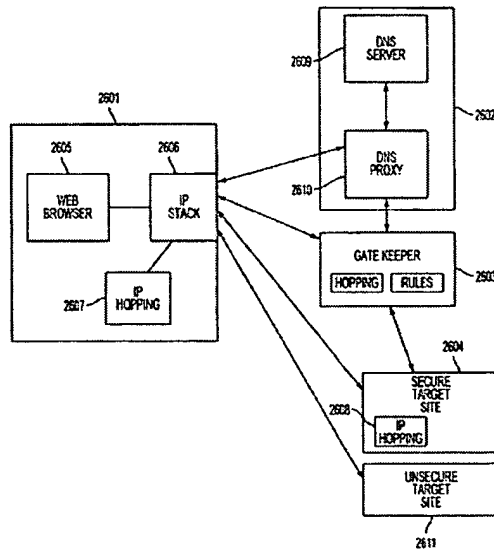 2609
DNS
SERVER
2601
2602
2605
2606
DNS
PROXY
WEB
BROWSER
IP
STACK
2610
GATE KEEPER
HOPPING
RULES
2603
2607
IP
HOPPING
2604
SECURE
TARGET
SITE
2608
IP
HOPPING
UNSECURE
TARGET
SITE
2611